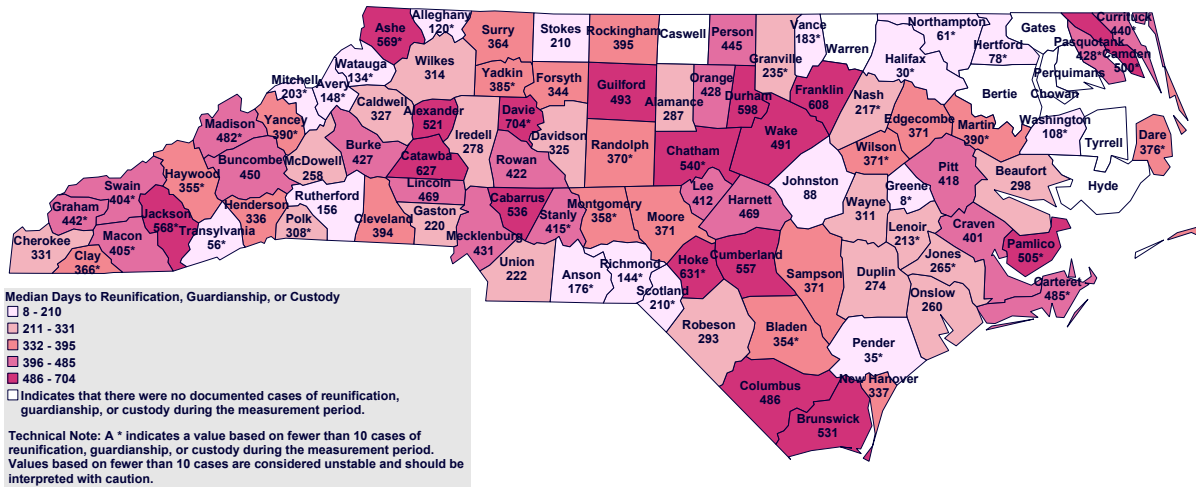 Alleghany
120*
Ashe
569*
Surry
364
Stokes
210
Rockingham
395
Caswell
Person
445
Vance
183*
Warren
Northampton
61*
Gates
Currituck
440*
Pasquotank
428*
Camden
500*
Hertford
78*
Halifax
30*
Granville
235*
Watauga
134*
Wilkes
314
Yadkin
385*
Forsyth
344
Guilford
493
Alamance
287
Orange
428
Durham
598
Franklin
608
Nash
217*
Edgecombe
371
Bertie
Perquimans
Chowan
Martin
390*
Washington
108*
Tyrrell
Dare
376*
Mitchell
203*
Avery
148*
Caldwell
327
Alexander
521
Iredell
278
Davie
704*
Davidson
325
Randolph
370*
Chatham
540*
Wake
491
Wilson
371*
Pitt
418
Beaufort
298
Hyde
Madison
482*
Yancey
390*
Buncombe
450
McDowell
258
Burke
427
Catawba
627
Rowan
422
Lee
412
Johnston
88
Greene
8*
Wayne
311
Haywood
355*
Swain
404*
Graham
442*
Jackson
568*
Henderson
336
Rutherford
156
Polk
308*
Cleveland
394
Lincoln
469
Gaston
220
Mecklenburg
431
Cabarrus
536
Stanly
415*
Montgomery
358*
Moore
371
Harnett
469
Lenoir
213*
Craven
401
Pamlico
505*
Cherokee
331
Clay
366*
Macon
405*
Transylvania
56*
Union
222
Anson
176*
Richmond
144*
Scotland
210*
Hoke
631*
Cumberland
557
Sampson
371
Duplin
274
Jones
265*
Onslow
260
Carteret
485*
Robeson
293
Bladen
354*
Pender
35*
New Hanover
337
Columbus
486
Brunswick
531
Median Days to Reunification, Guardianship, or Custody
8 - 210
211 - 331
332 - 395
396 - 485
486 - 704
Indicates that there were no documented cases of reunification,
guardianship, or custody during the measurement period.
Technical Note: A * indicates a value based on fewer than 10 cases of
reunification, guardianship, or custody during the measurement period.
Values based on fewer than 10 cases are considered unstable and should be
interpreted with caution.